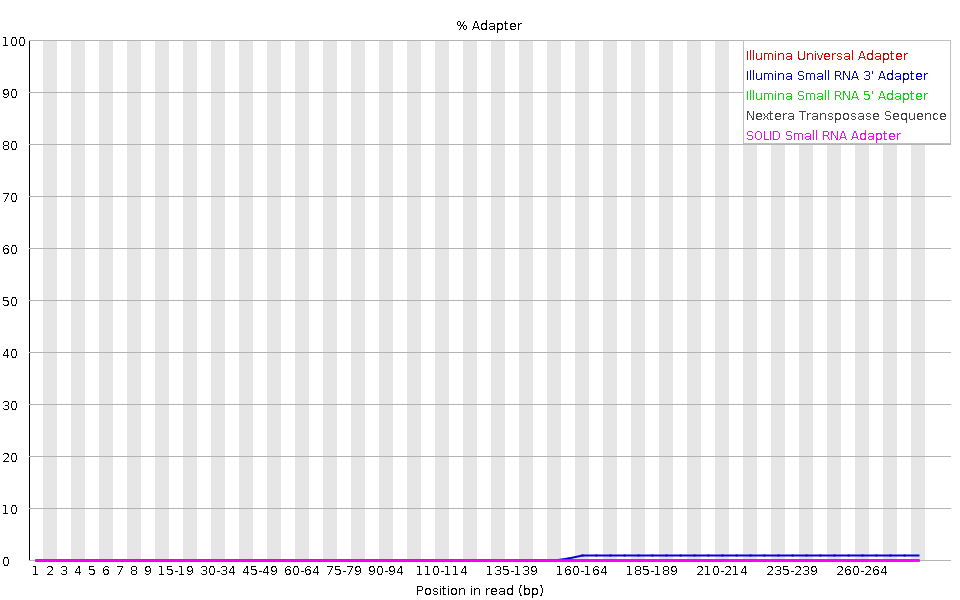 % Adapter
100
90
80
70
60
50
40
30
20
10
0
Illumina Universal Adapter
Illumina Small RNA 3' Adapter
Illumina Small RNA 5' Adapter
Nextera Transposase Sequence
SOLID Small RNA Adapter
1 2 3 4 5 6 7 8 9 15-19 30-34 45-49 60-64 75-79 90-94 110-114 135-139 160-164 185-189 210-214 235-239 260-264
Position in read (bp)